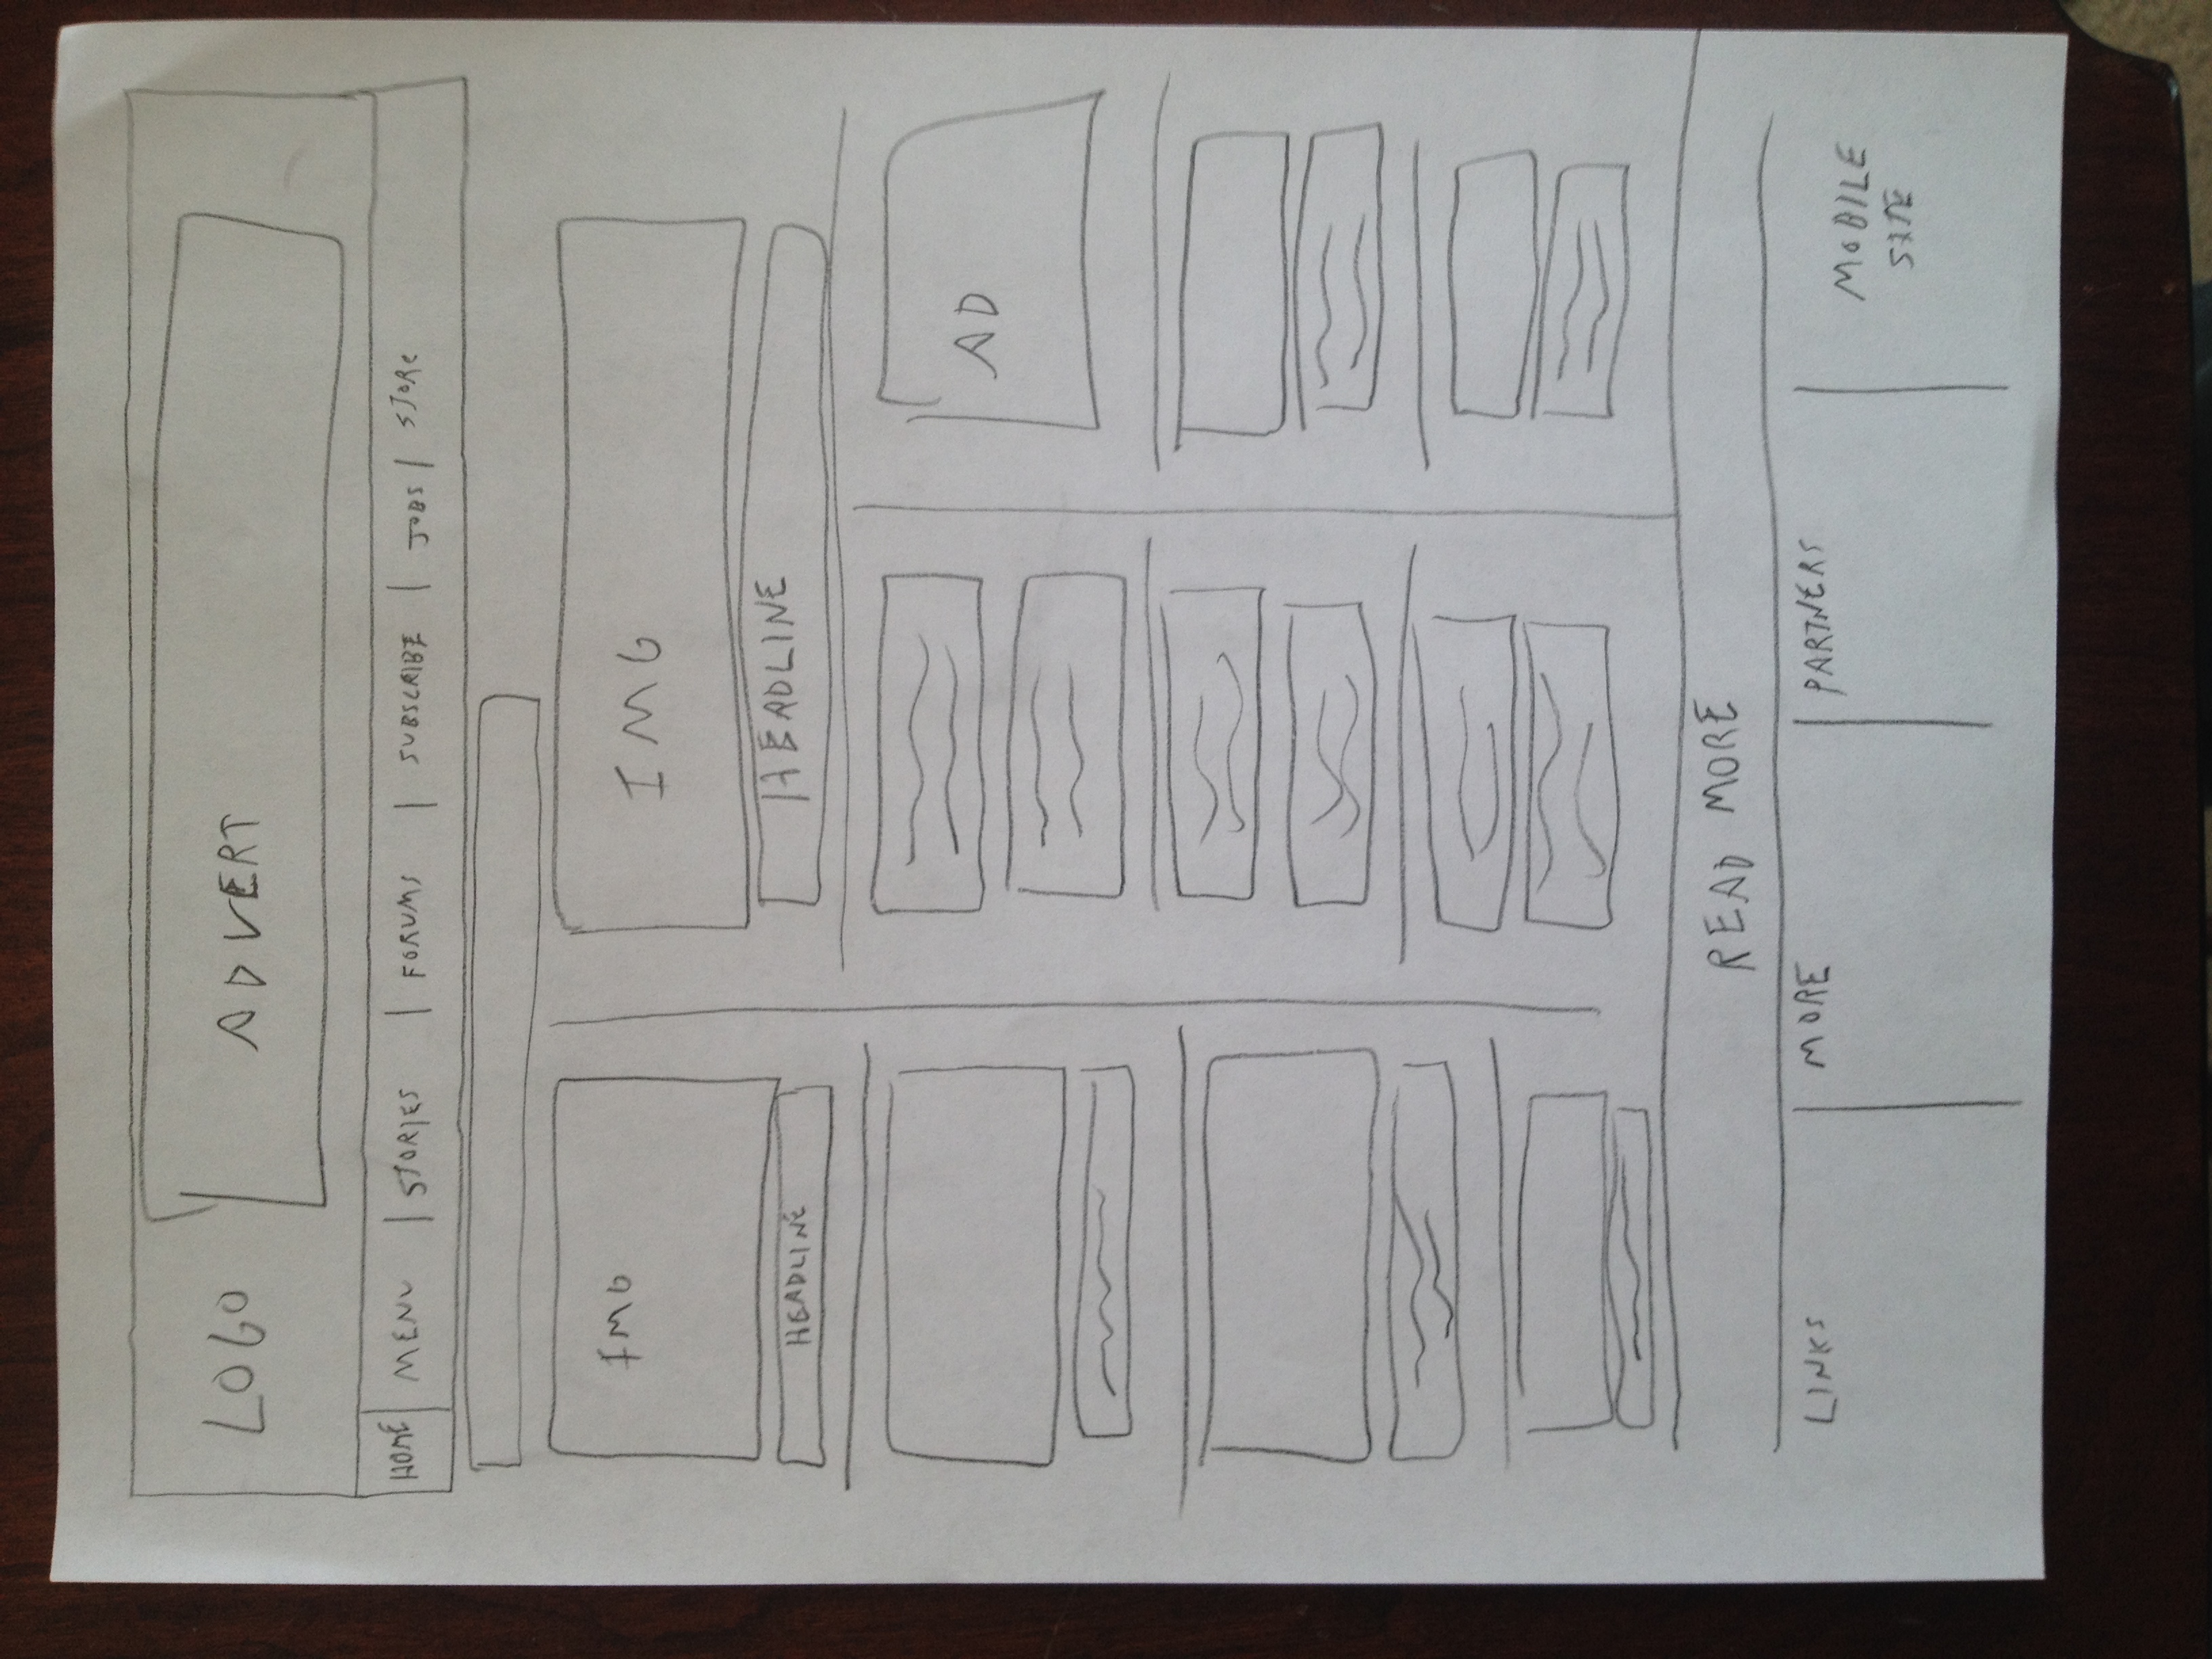 LOGO
ADVERT
HOME | MENU | STORIES | FORUMS | SUBSCRIBE | JOBS | STORE
IMG
IMG
HEADLINE
HEADLINE
AD
READ MORE
LINKS
MORE
PARTNERS
MOBILE
SITE